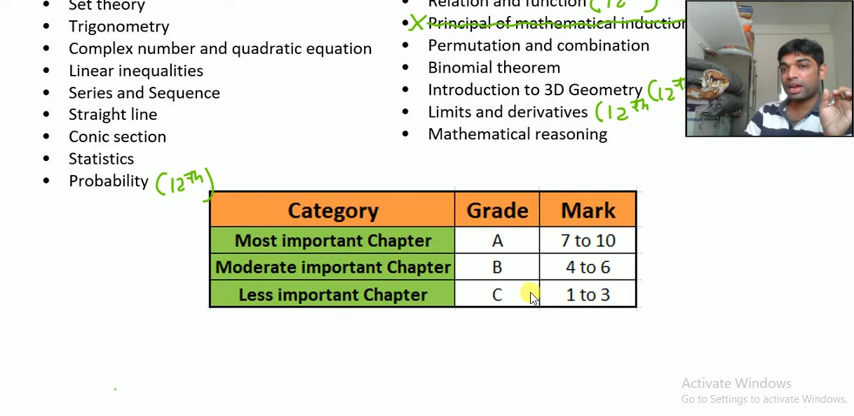 Set theory
Trigonometry
Complex number and quadratic equation
Linear inequalities
Series and Sequence
Straight line
Conic section
Statistics
Probability (12th)
Relation and function (12
X Principal of mathematical induction
Permutation and combination
Binomial theorem
Introduction to 3D Geometry (12th
Limits and derivatives (12th
Mathematical reasoning
Category Grade Mark
Most important Chapter A 7 to 10
Moderate important Chapter B 4 to 6
Less important Chapter C 1 to 3
Activate Windows
Go to Settings to activate Windows.